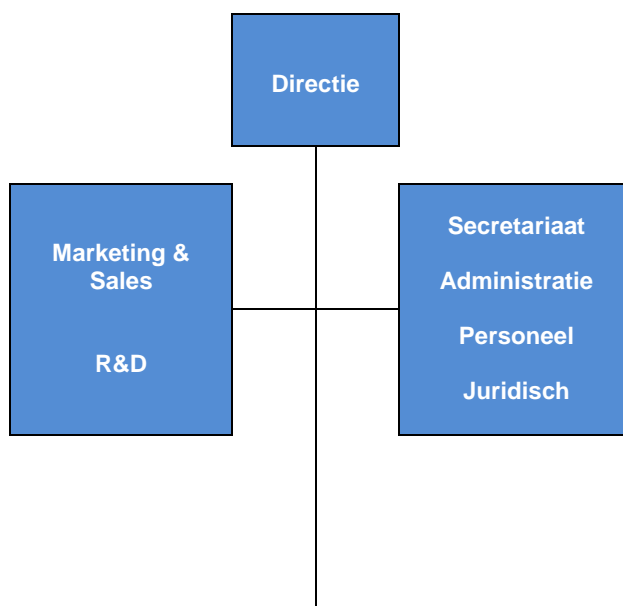 Directie
Marketing &
Sales
R&D
Secretariaat
Administratie
Personeel
Juridisch